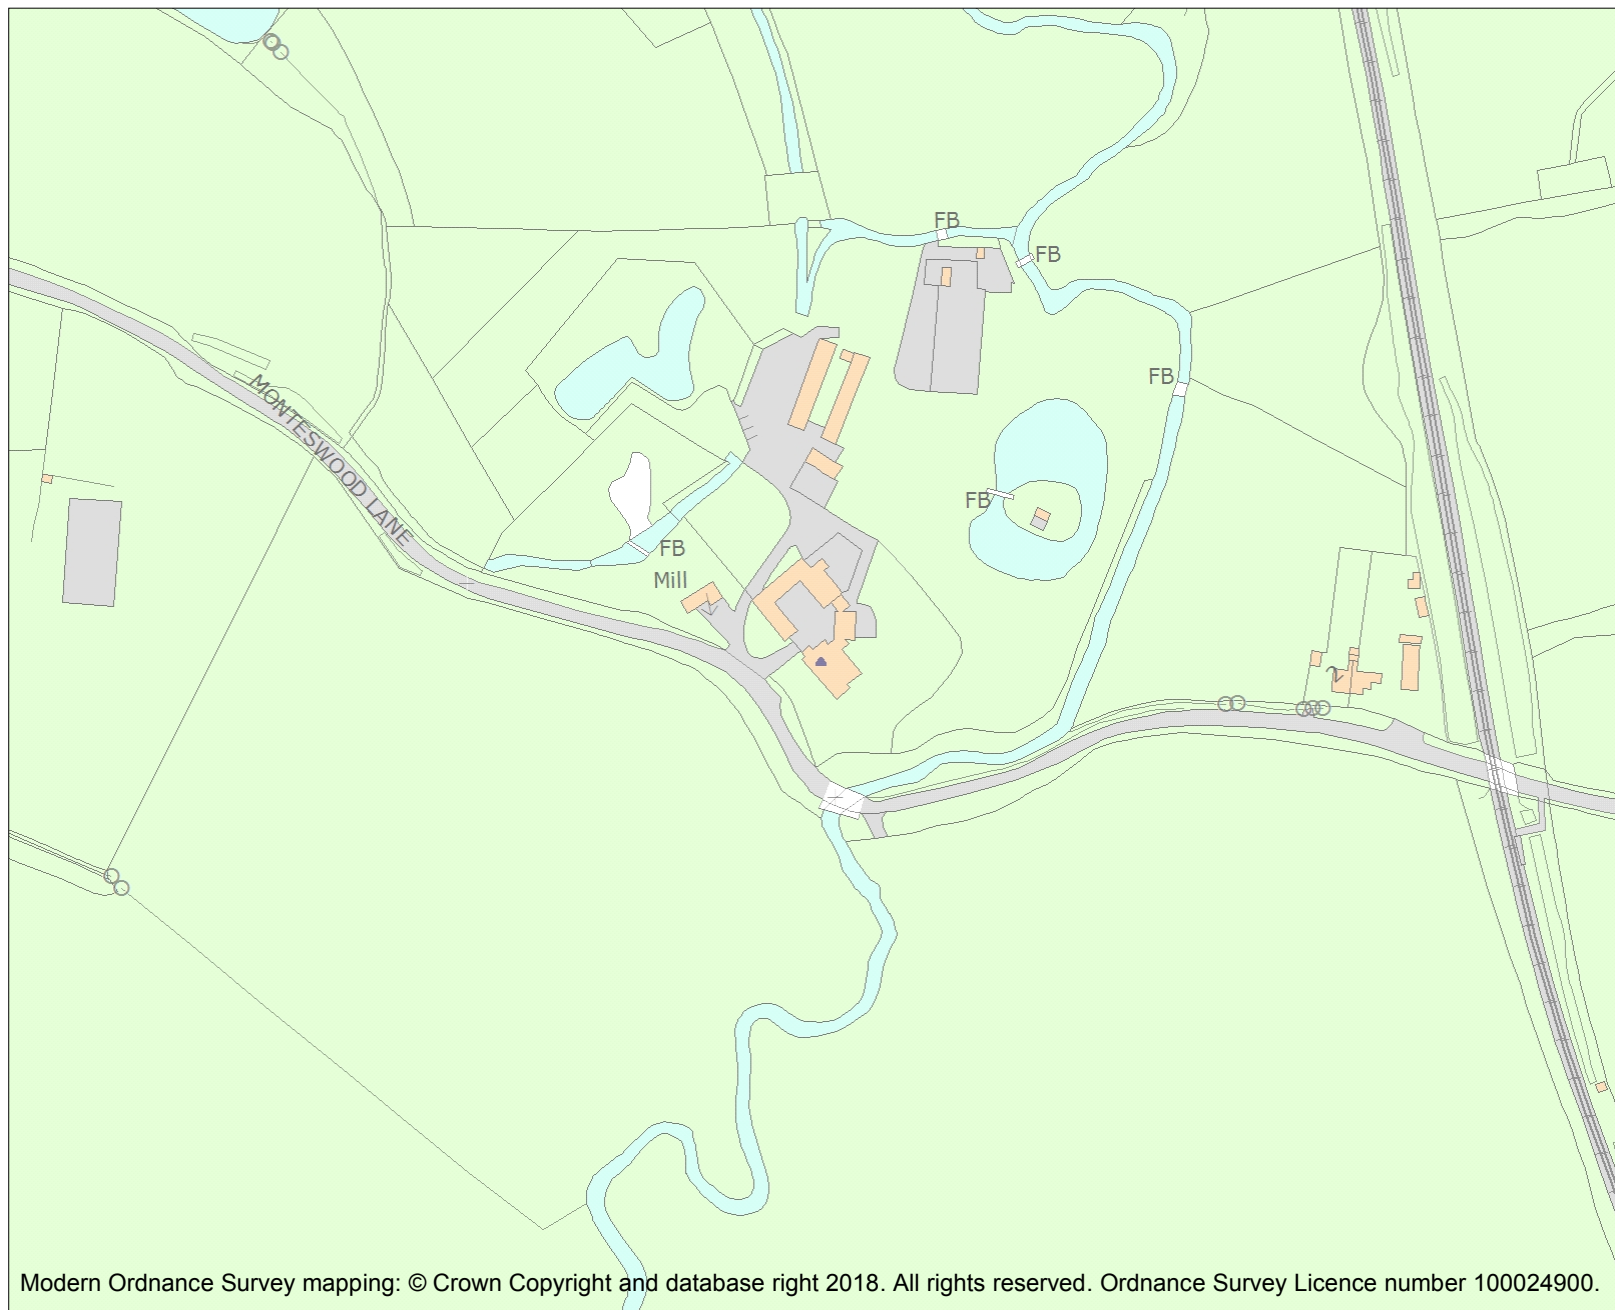 FB
FB
FB
MONTESWOOD LANE
FB
FB
Mill
2
Modern Ordnance Survey mapping: © Crown Copyright and database right 2018. All rights reserved. Ordnance Survey Licence number 100024900.